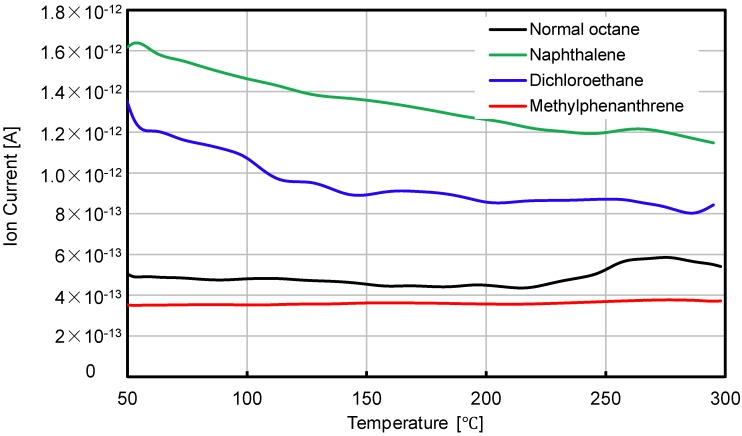 1.8×10⁻¹²
1.6×10⁻¹²
1.4×10⁻¹²
1.2×10⁻¹²
1.0×10⁻¹²
8×10⁻¹³
6×10⁻¹³
4×10⁻¹³
2×10⁻¹³
0
Ion Current [A]
Normal octane
Naphthalene
Dichloroethane
Methylphenanthrene
50 100 150 200 250 300
Temperature [℃]